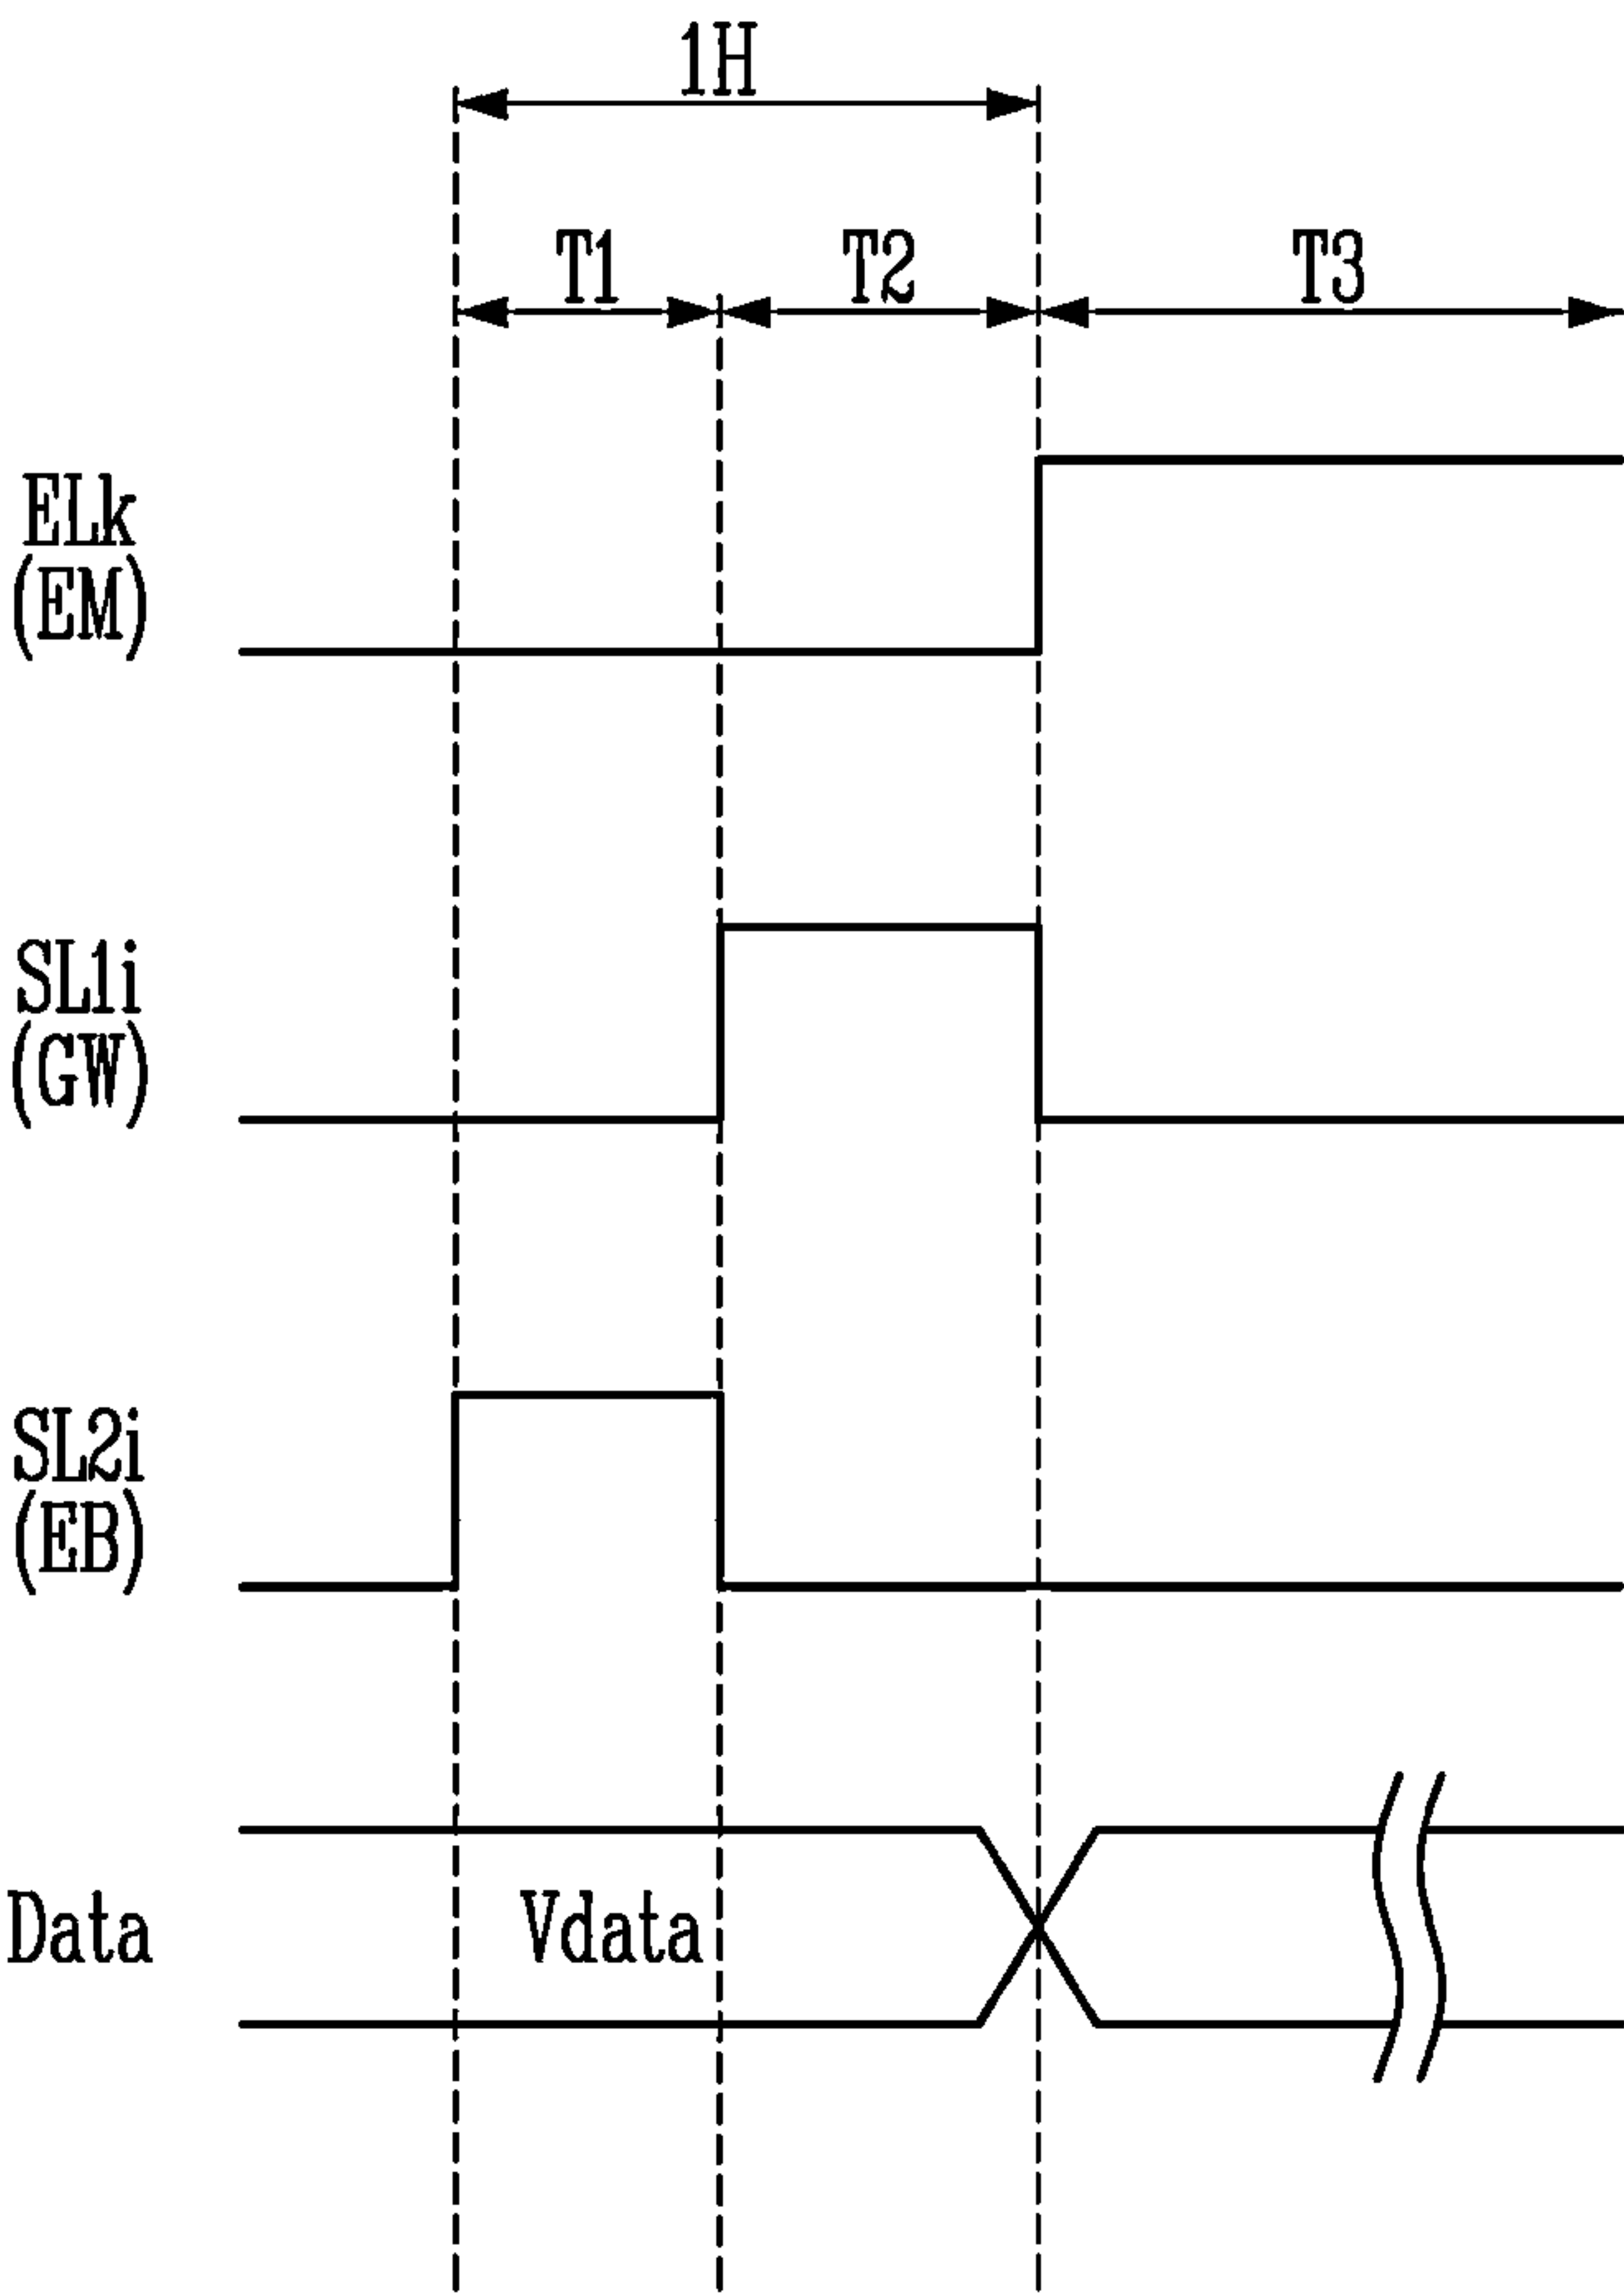 1H
T1 T2 T3
ELk
(EM)
SL1i
(GW)
SL2i
(EB)
Data Vdata